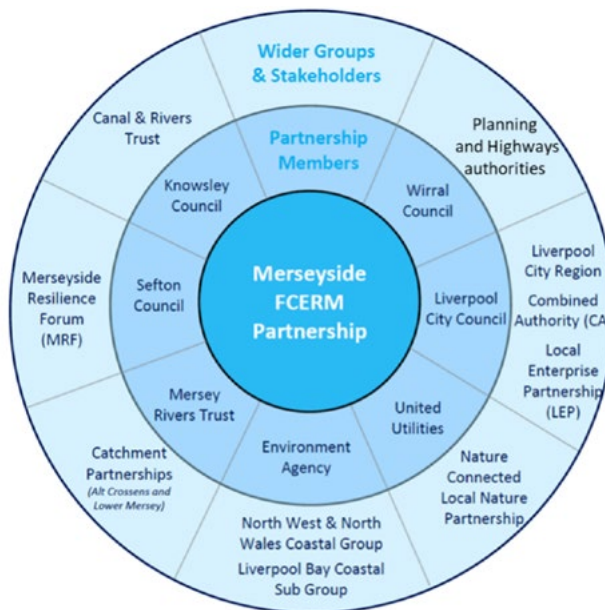 Wider Groups
& Stakeholders
Planning
and Highways
authorities
Liverpool
City Region
Combined
Authority (CA
Local
Enterprise
Partnership
(LEP)
Nature
Connected
Local Nature
Partnership
North West & North
Wales Coastal Group
Liverpool Bay Coastal
Sub Group
Catchment
Partnerships
(Alt Crossens and
Lower Mersey)
Merseyside
Resilience
Forum
(MRF)
Canal & Rivers
Trust
Partnership
Members
Wirral
Council
Liverpool
City Council
United
Utilities
Environment
Agency
Mersey
Rivers Trust
Sefton
Council
Knowsley
Council
Merseyside
FCERM
Partnership